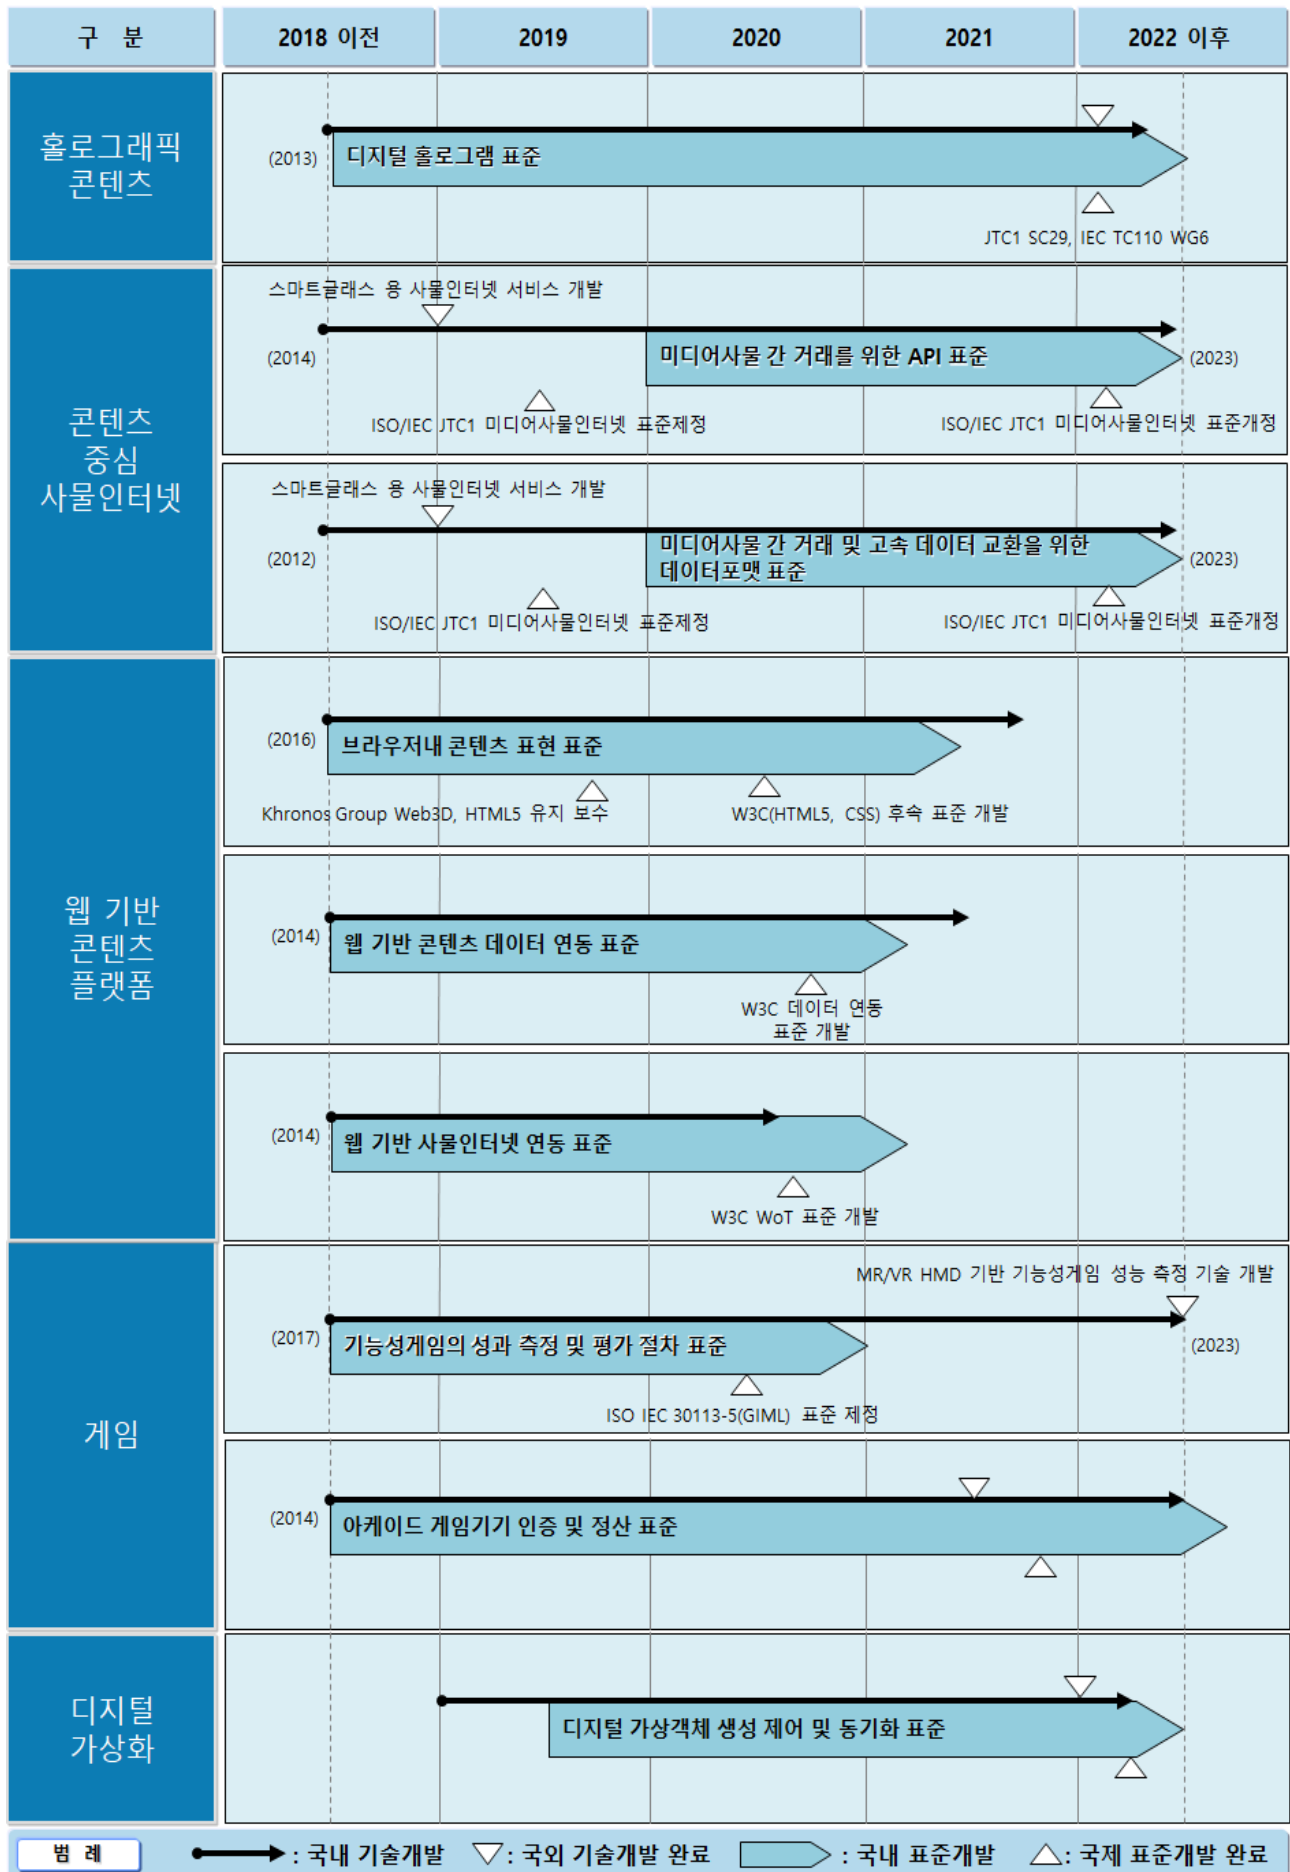 구 분
2018 이전
2019
2020
2021
2022 이후
홀로그래픽
콘텐츠
(2013)
디지털 홀로그램 표준
JTC1 SC29, IEC TC110 WG6
콘텐츠
중심
사물인터넷
스마트글래스 용 사물인터넷 서비스 개발
(2014)
미디어사물 간 거래를 위한 API 표준
(2023)
ISO/IEC JTC1 미디어사물인터넷 표준제정
ISO/IEC JTC1 미디어사물인터넷 표준개정
스마트글래스 용 사물인터넷 서비스 개발
(2012)
미디어사물 간 거래 및 고속 데이터 교환을 위한
데이터포맷 표준
(2023)
ISO/IEC JTC1 미디어사물인터넷 표준제정
ISO/IEC JTC1 미디어사물인터넷 표준개정
웹 기반
콘텐츠
플랫폼
(2016)
브라우저내 콘텐츠 표현 표준
Khronos Group Web3D, HTML5 유지 보수
W3C(HTML5, CSS) 후속 표준 개발
(2014)
웹 기반 콘텐츠 데이터 연동 표준
W3C 데이터 연동
표준 개발
(2014)
웹 기반 사물인터넷 연동 표준
W3C WoT 표준 개발
게임
MR/VR HMD 기반 기능성게임 성능 측정 기술 개발
(2017)
기능성게임의 성과 측정 및 평가 절차 표준
(2023)
ISO IEC 30113-5(GIML) 표준 제정
(2014)
아케이드 게임기기 인증 및 정산 표준
디지털
가상화
디지털 가상객체 생성 제어 및 동기화 표준
범 례
: 국내 기술개발
: 국외 기술개발 완료
: 국내 표준개발
: 국제 표준개발 완료